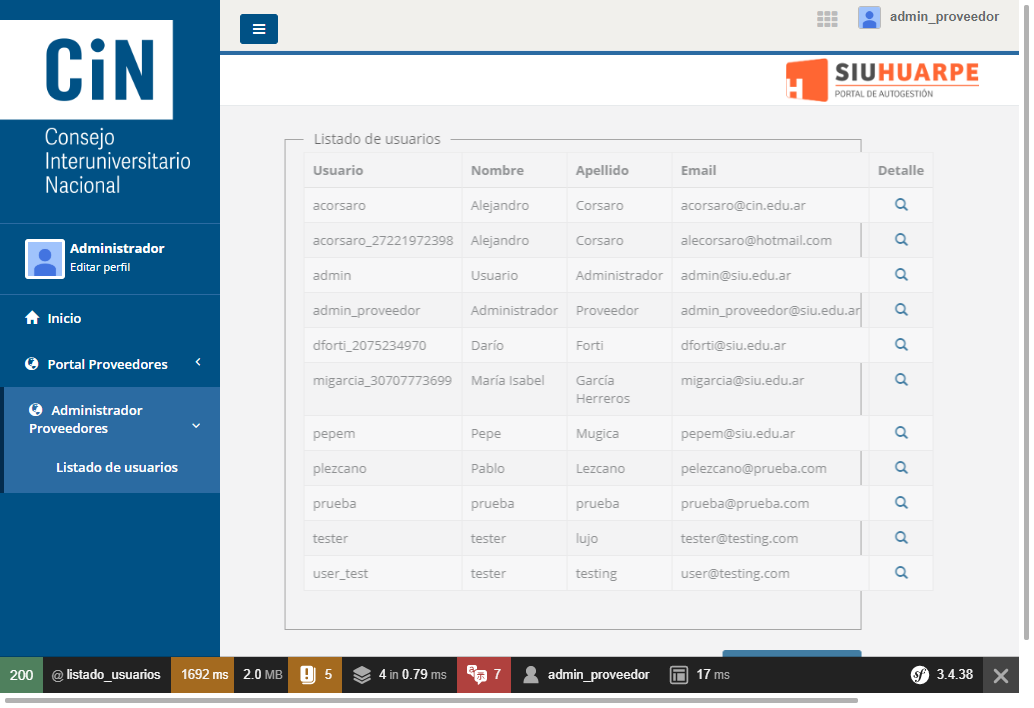 admin_proveedor
CiN
Consejo
Interuniversitario
Nacional
SIUHUARPE
PORTAL DE AUTOGESTIÓN
Administrador
Editar perfil
Inicio
Portal Proveedores
Administrador
Proveedores
Listado de usuarios
Listado de usuarios
Usuario Nombre Apellido Email Detalle
acorsaro Alejandro Corsaro acorsaro@cin.edu.ar
acorsaro_27221972398 Alejandro Corsaro alecorsaro@hotmail.com
admin Usuario Administrador admin@siu.edu.ar
admin_proveedor Administrador Proveedor admin_proveedor@siu.edu.ar
dforti_2075234970 Darío Forti dforti@siu.edu.ar
migarcia_30707773699 María Isabel García migarcia@siu.edu.ar
Herreros
pepem Pepe Mugica pepem@siu.edu.ar
plezcano Pablo Lezcano pelezcano@prueba.com
prueba prueba prueba prueba@prueba.com
tester tester lujo tester@testing.com
user_test tester testing user@testing.com
200 @ listado_usuarios 1692 ms 2.0 MB 5 4 in 0.79 ms 7 admin_proveedor 17 ms sf 3.4.38